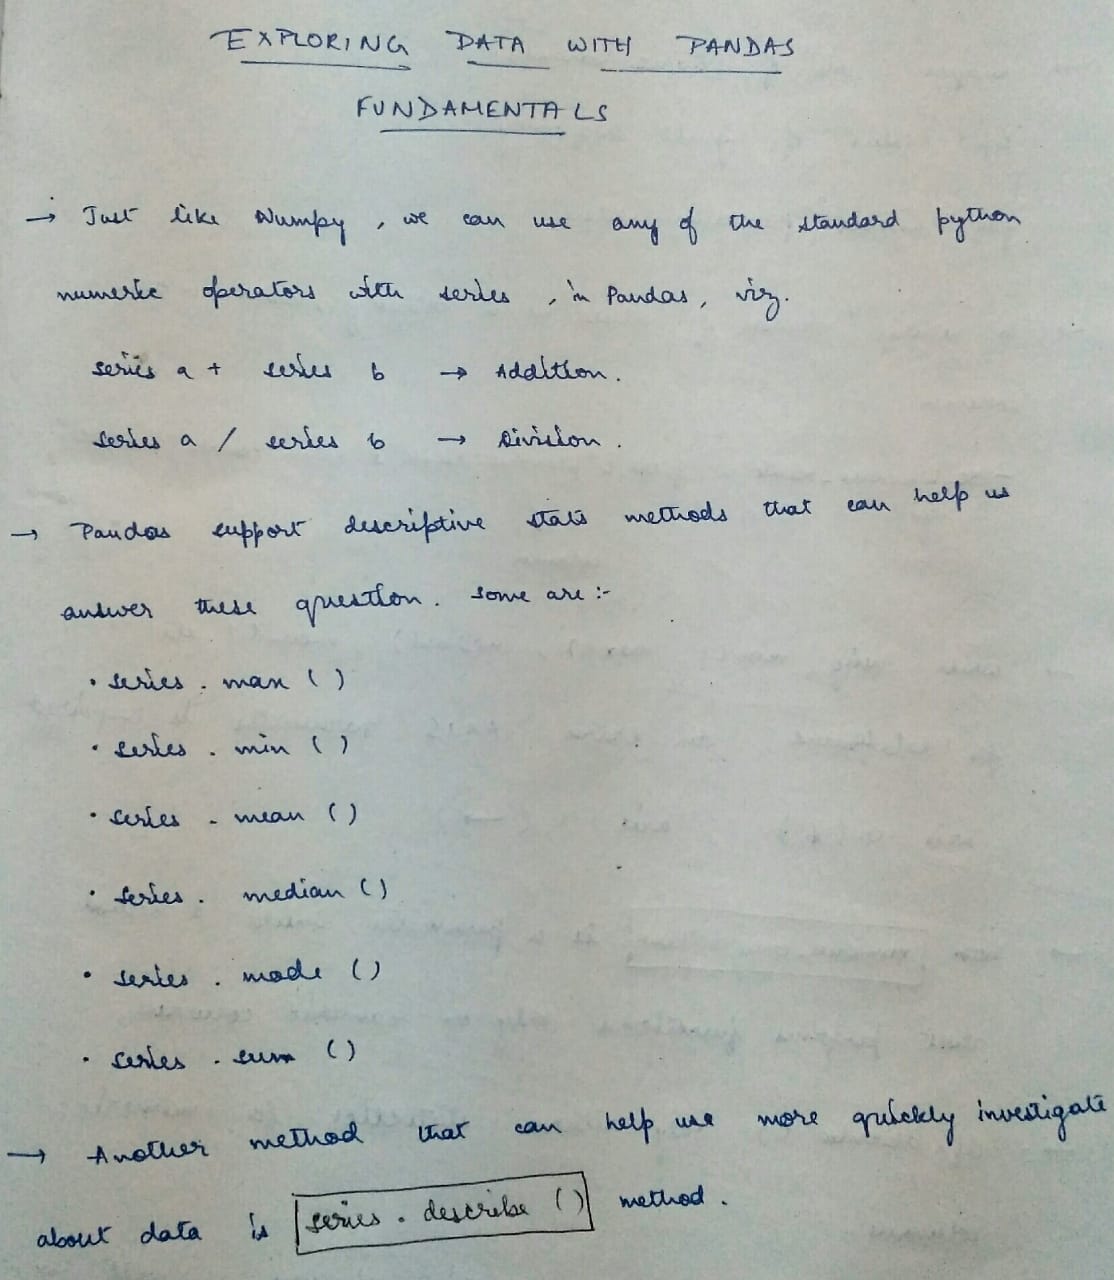 EXPLORING DATA WITH PANDAS
FUNDAMENTALS
→ Just like Numpy, we can use any of the standard python
numeric operators with series, in Pandas, viz.
series a + series b → Addition.
series a / series b → Division.
→ Pandas support descriptive stats methods that can help us
answer these question. Some are :-
• series. max ()
• series. min ()
• series. mean ()
• series. median ()
• series. mode ()
• series. sum ()
→ Another method that can help use more quickly investigate
about data is series. describe () method.